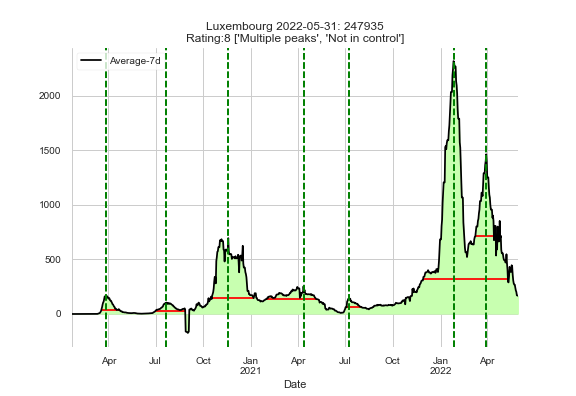 Luxembourg 2022-05-31: 247935
Rating:8 ['Multiple peaks', 'Not in control']
Average-7d
2000
1500
1000
500
0
Apr
Jul
Oct
Jan
2021
Apr
Jul
Oct
Jan
2022
Apr
Date